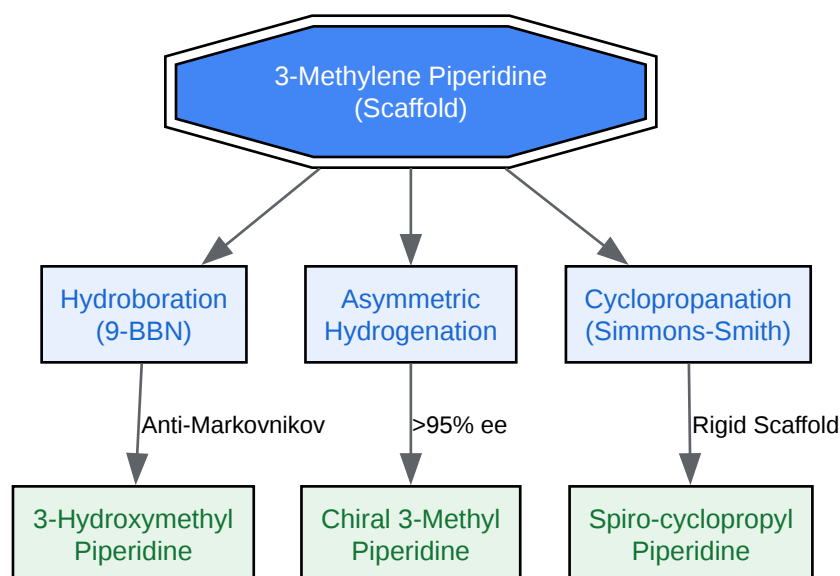 3-Methylene Piperidine
(Scaffold)
Hydroboration
(9-BBN)
Asymmetric
Hydrogenation
Cyclopropanation
(Simmons-Smith)
Anti-Markovnikov
>95% ee
Rigid Scaffold
3-Hydroxymethyl
Piperidine
Chiral 3-Methyl
Piperidine
Spiro-cyclopropyl
Piperidine